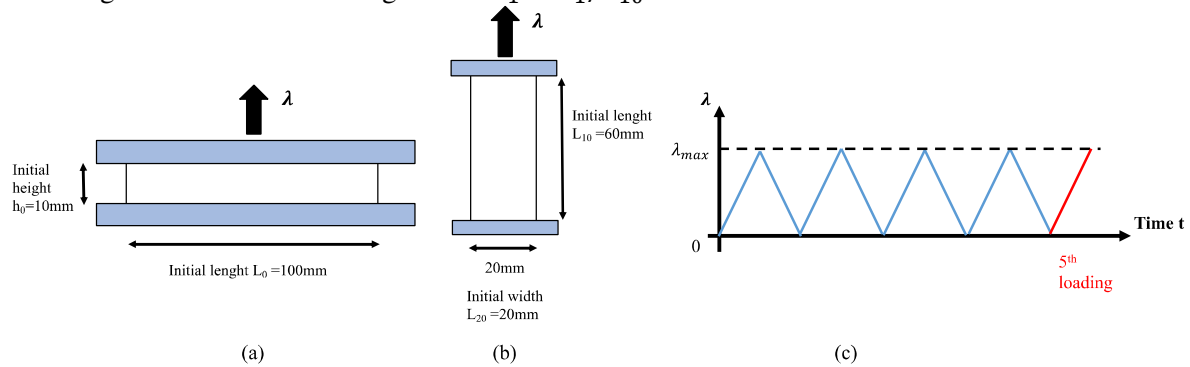 λ
Initial
height
h₀=10mm
Initial lenght L₀ =100mm
(a)
λ
Initial lenght
L₁₀ =60mm
20mm
Initial width
L₂₀ =20mm
(b)
λ
λ_max
0
Time t
5th
loading
(c)